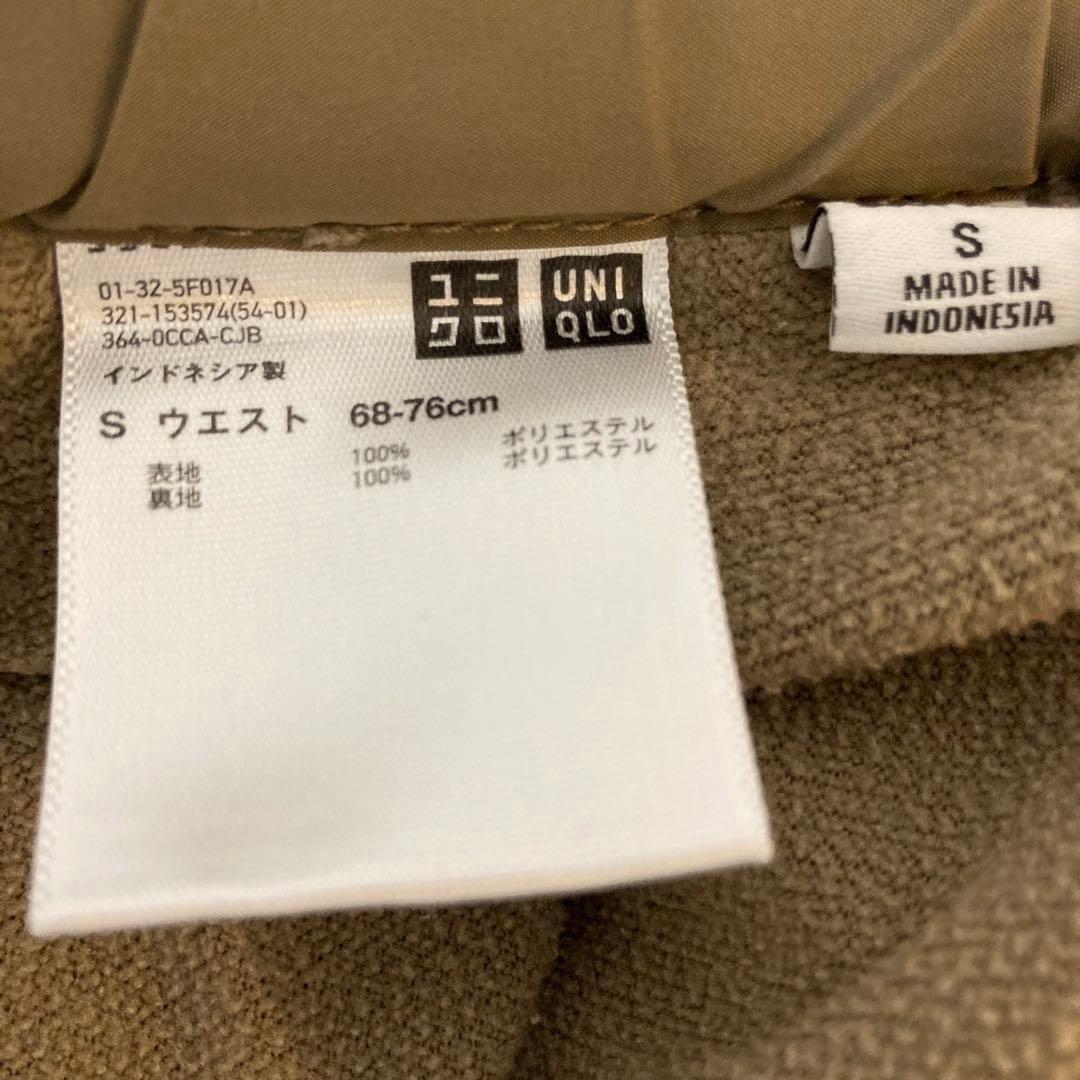 01-32-5F017A
321-153574(54-01)
364-0CCA-CJB
インドネシア製
ユニ
クロ
UNI
QLO
S ウエスト 68-76cm
表地 100% ポリエステル
裏地 100% ポリエステル
S
MADE IN
INDONESIA